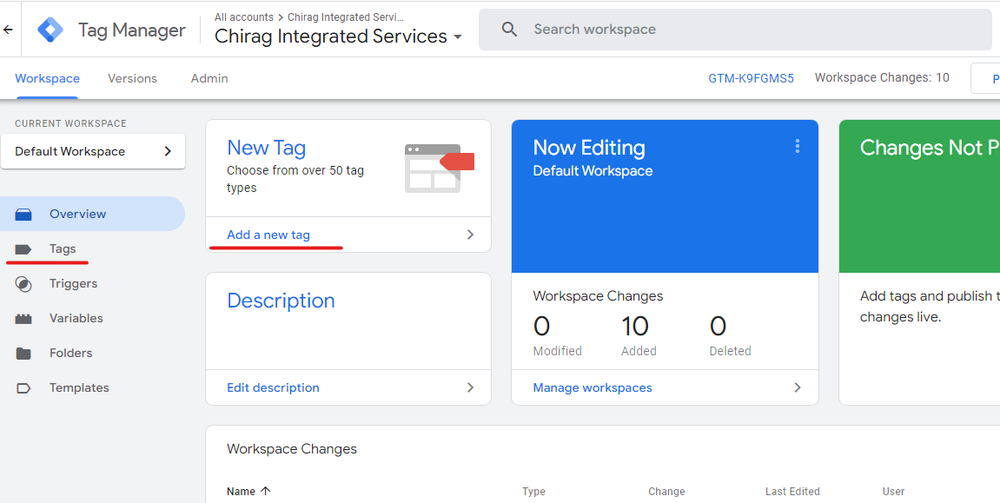 All accounts > Chirag Integrated Servi...
Tag Manager
Chirag Integrated Services
Search workspace
Workspace
Versions
Admin
GTM-K9FGMS5
Workspace Changes: 10
P
CURRENT WORKSPACE
Default Workspace
Overview
Tags
Triggers
Variables
Folders
Templates
New Tag
Choose from over 50 tag
types
Add a new tag
Description
Edit description
Now Editing
Default Workspace
Workspace Changes
0 10 0
Modified Added Deleted
Manage workspaces
Changes Not P
Add tags and publish t
changes live.
Workspace Changes
Name Type Change Last Edited User